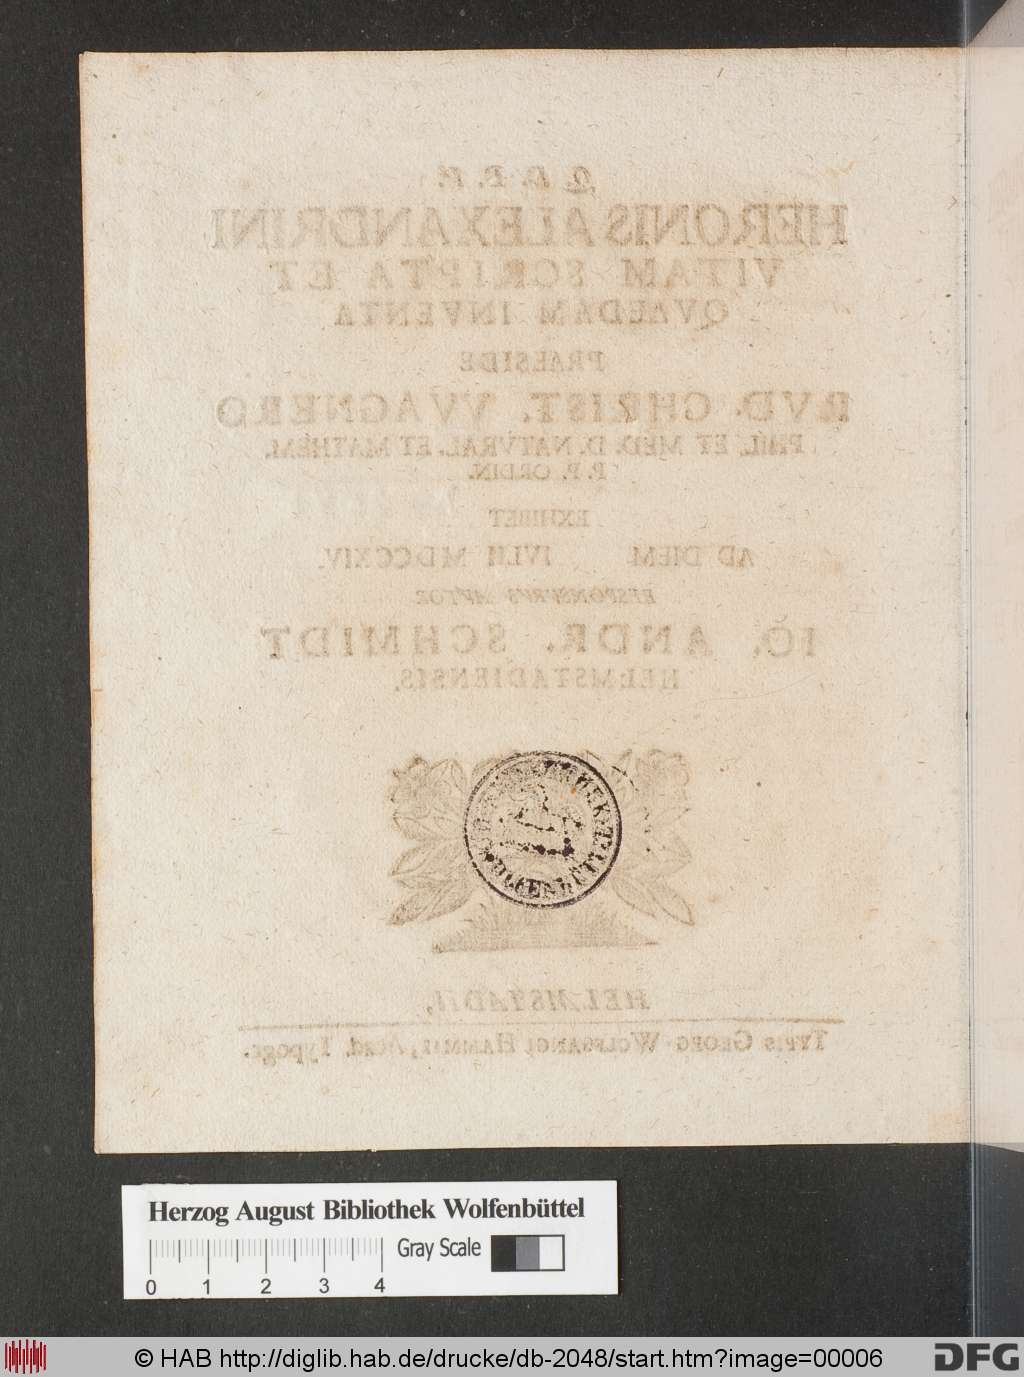 Q. D. B. V.
HERONIS ALEXANDRINI
VITAM SCRIPTA ET
QVAEDAM INVENTA
PRAESIDE
RVD. CHRIST. VVAGNERO
PHIL. ET MED. D. NATVRAL. ET MATHEM.
P. P. ORDIN.
EXHIBET
AD DIEM IVLII MDCCXIV.
RESPONSVRVS AVTOR
IO. ANDR. SCHMIDT
HELMSTADIENSIS.
HELMSTADII,
TYPIS GEORG-WOLFGANGI HAMMII, Acad. Typogr.
Herzog August Bibliothek Wolfenbüttel
Gray Scale
0 1 2 3 4
© HAB http://diglib.hab.de/drucke/db-2048/start.htm?image=00006
DFG